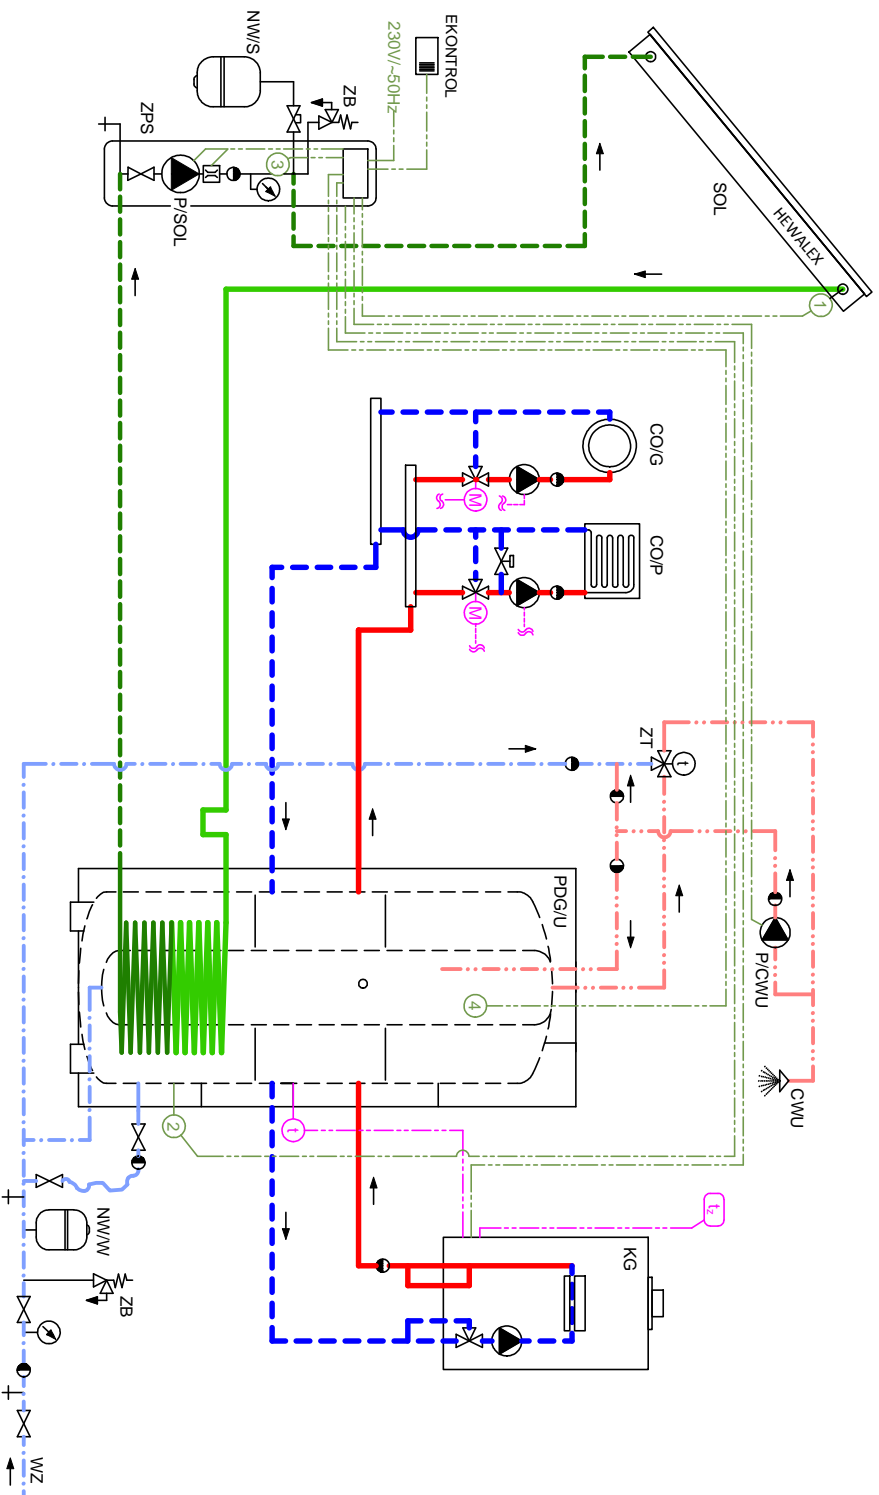 EKONTROL
230V/~50Hz
NW/S
ZB
ZPS
3
P/SOL
SOL
HEWALEX
1
CO/G
M
CO/P
M
ZT
t
PDG/U
P/CWU
4
CWU
2
t
t₂
KG
NW/W
ZB
WZ